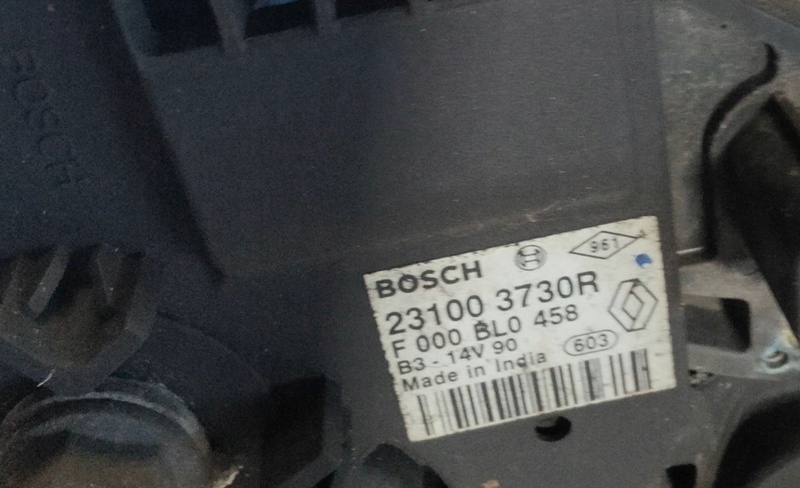 BOSCH
BOSCH
961
23100 3730R
F 000 BL0 458
B3 - 14V 90
603
Made in India